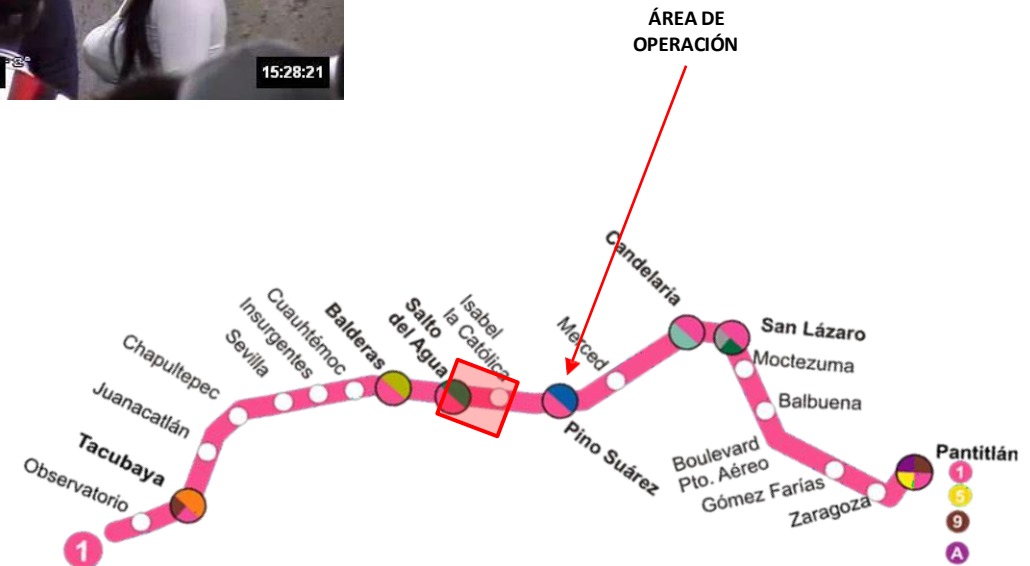 15:28:21
ÁREA DE
OPERACIÓN
Candelaria
San Lázaro
Moctezuma
Balbuena
Merced
Isabel
la Católica
Salto
del Agua
Balderas
Cuauhtémoc
Insurgentes
Sevilla
Chapultepec
Juanacatlán
Tacubaya
Observatorio
1
Pino Suárez
Boulevard
Pto. Aéreo
Gómez Farías
Zaragoza
Pantitlán
1
5
9
A